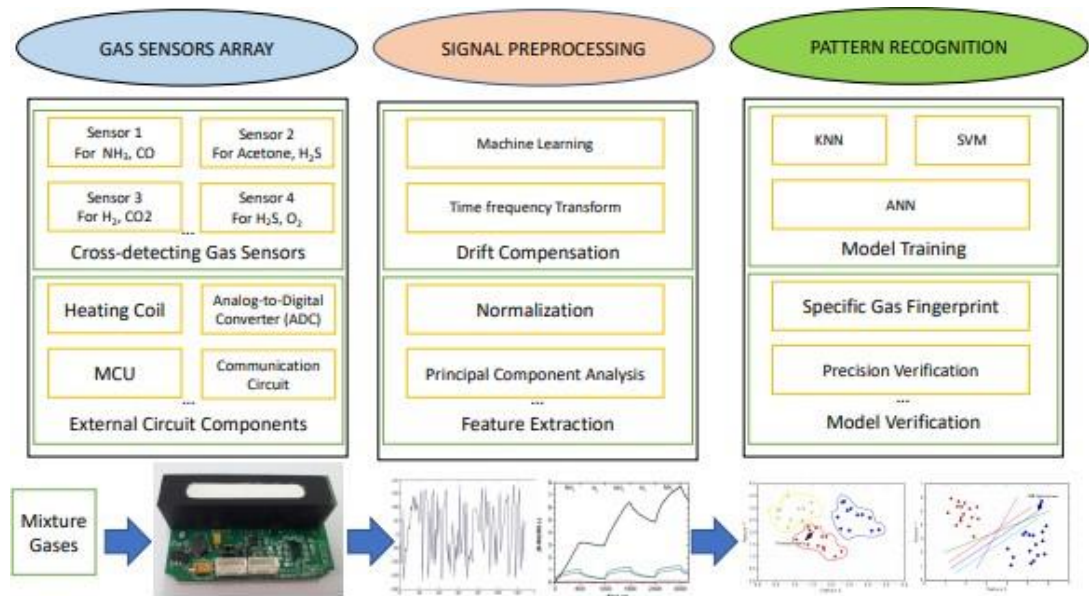 GAS SENSORS ARRAY
SIGNAL PREPROCESSING
PATTERN RECOGNITION
Sensor 1
For NH₃, CO
Sensor 2
For Acetone, H₂S
Sensor 3
For H₂, CO2
Sensor 4
For H₂S, O₂
...
Cross-detecting Gas Sensors
Heating Coil
Analog-to-Digital
Converter (ADC)
MCU
Communication
Circuit
...
External Circuit Components
Machine Learning
Time frequency Transform
Drift Compensation
Normalization
Principal Component Analysis
...
Feature Extraction
KNN
SVM
ANN
Model Training
Specific Gas Fingerprint
Precision Verification
...
Model Verification
Mixture
Gases